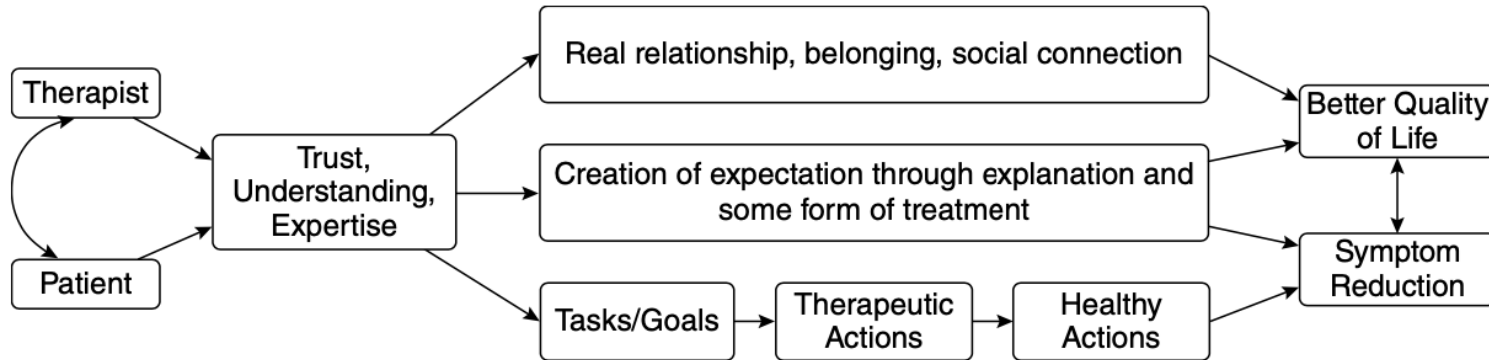 Therapist
Patient
Trust,
Understanding,
Expertise
Real relationship, belonging, social connection
Creation of expectation through explanation and
some form of treatment
Tasks/Goals
Therapeutic
Actions
Healthy
Actions
Better Quality
of Life
Symptom
Reduction